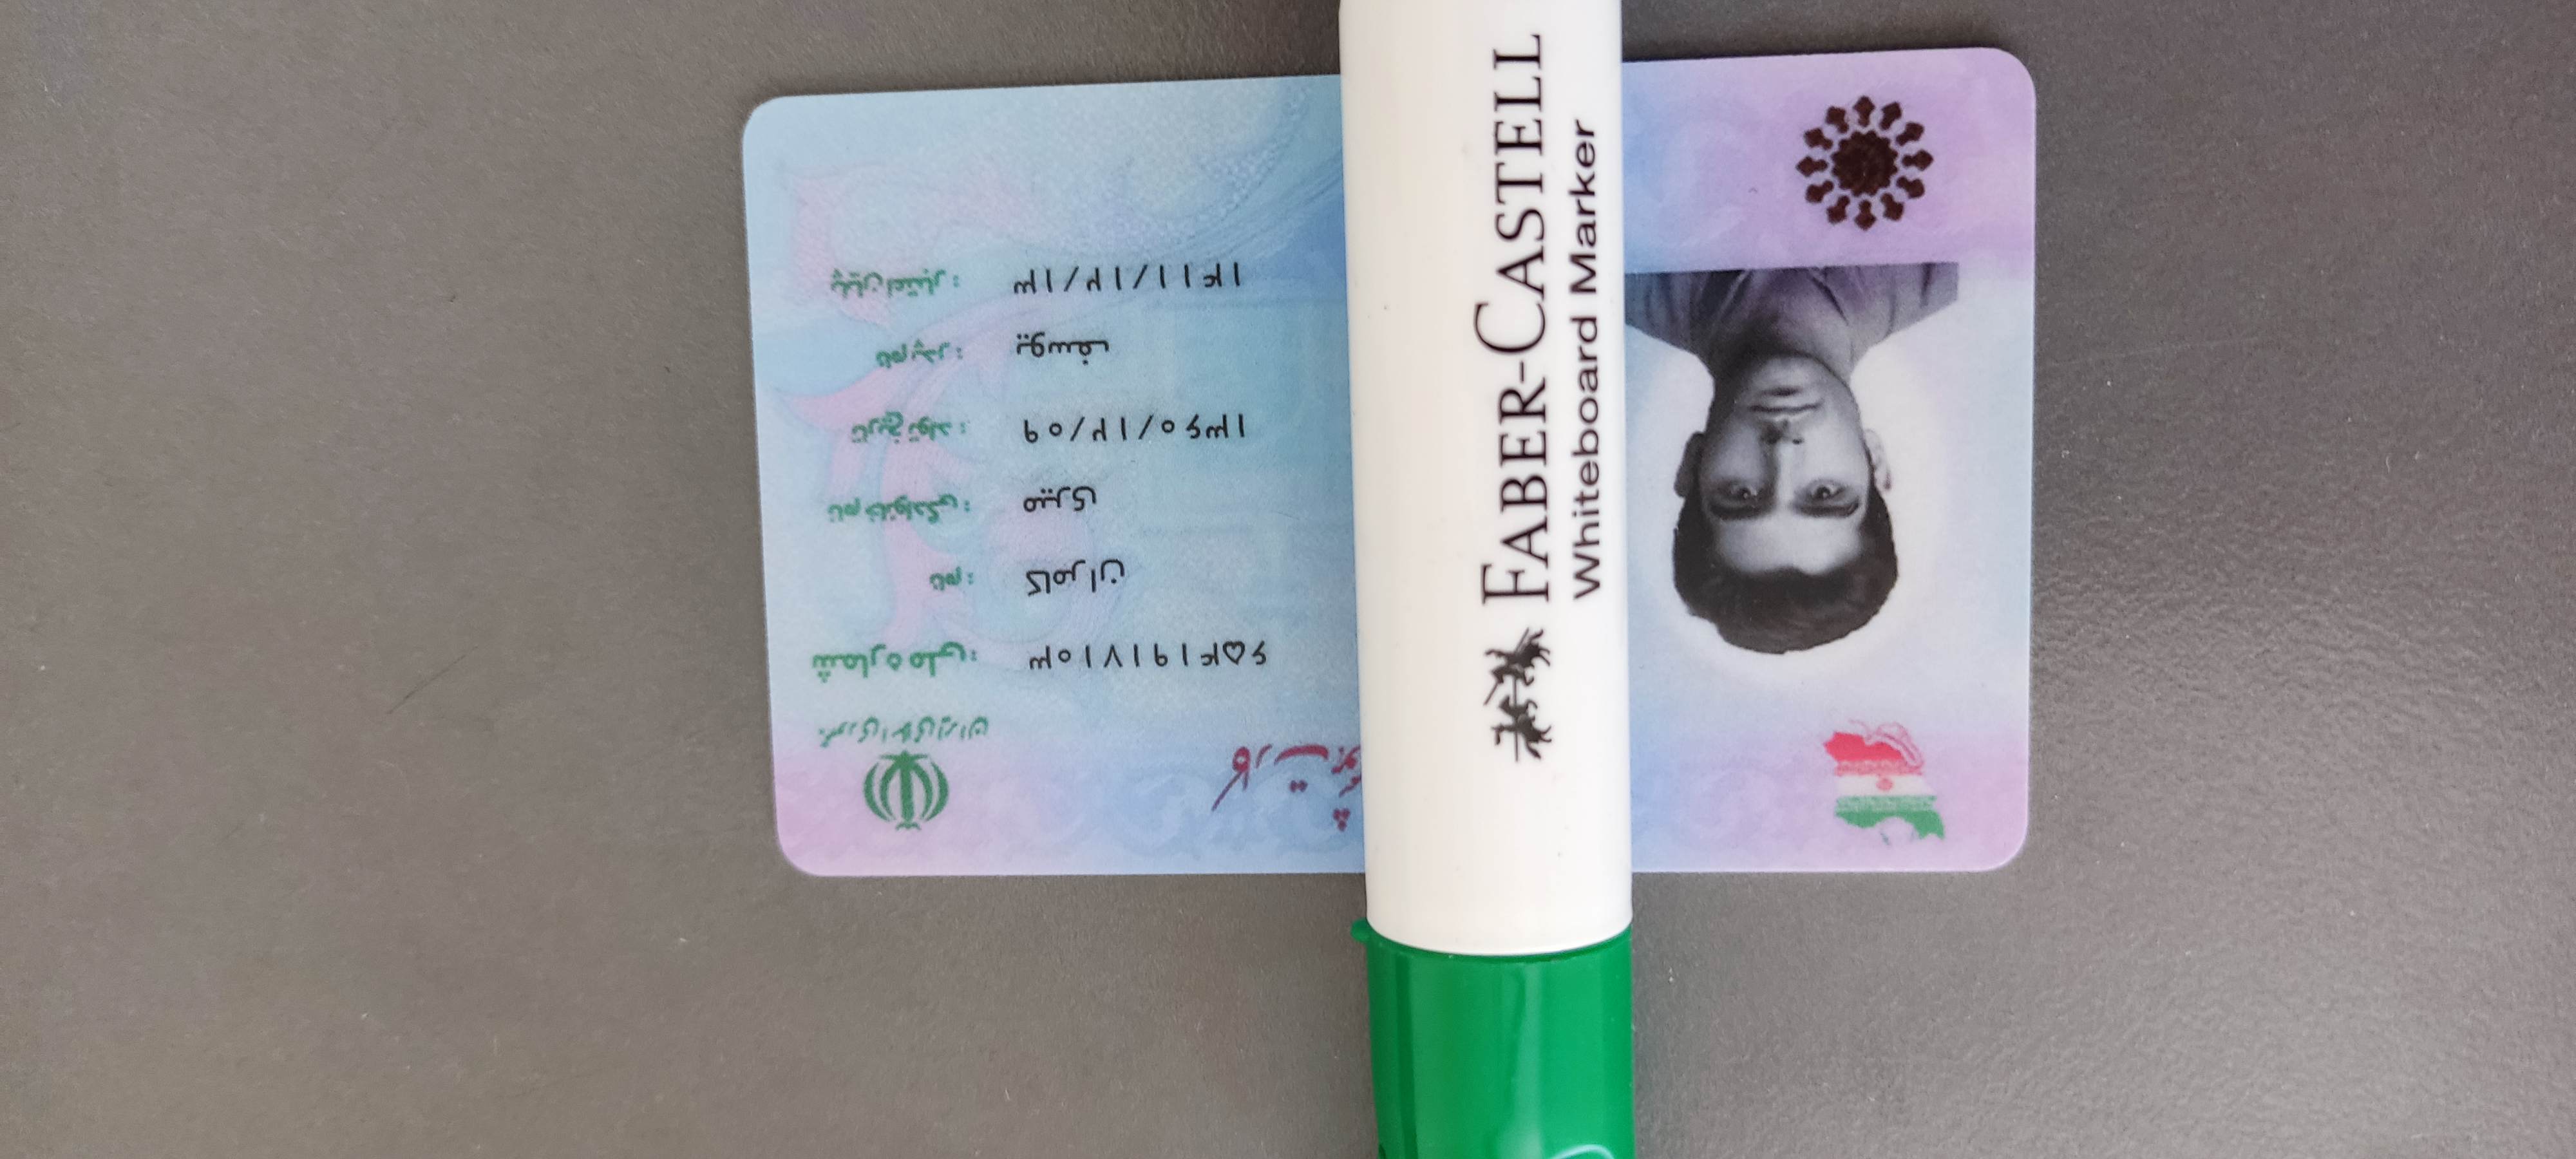 کارت هوشم
جمهوری اسلامی ایران
شماره ملی: ۶۵۴۱۹۱۷۱۰۳
نام: کامران
نام خانوادگی: میری
تاریخ تولد: ۱۳۶۰/۱۲/۰۹
نام پدر: یوسف
پایان اعتبار: ۱۴۱۱/۱۲/۱۳
FABER-CASTELL
Whiteboard Marker